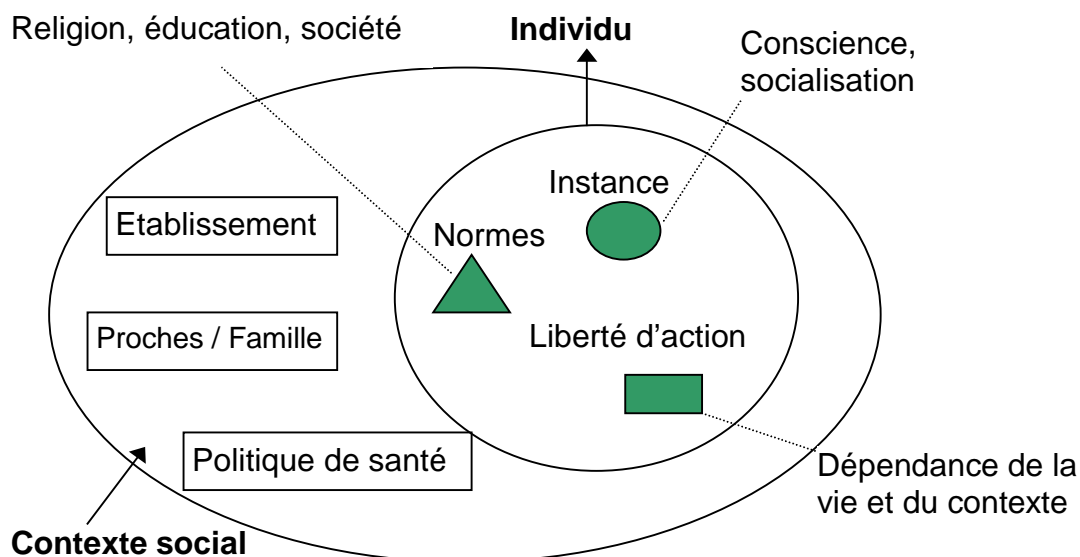 Religion, éducation, société
Individu
Conscience,
socialisation
Instance
Etablissement
Normes
Proches / Famille
Liberté d’action
Politique de santé
Dépendance de la
vie et du contexte
Contexte social